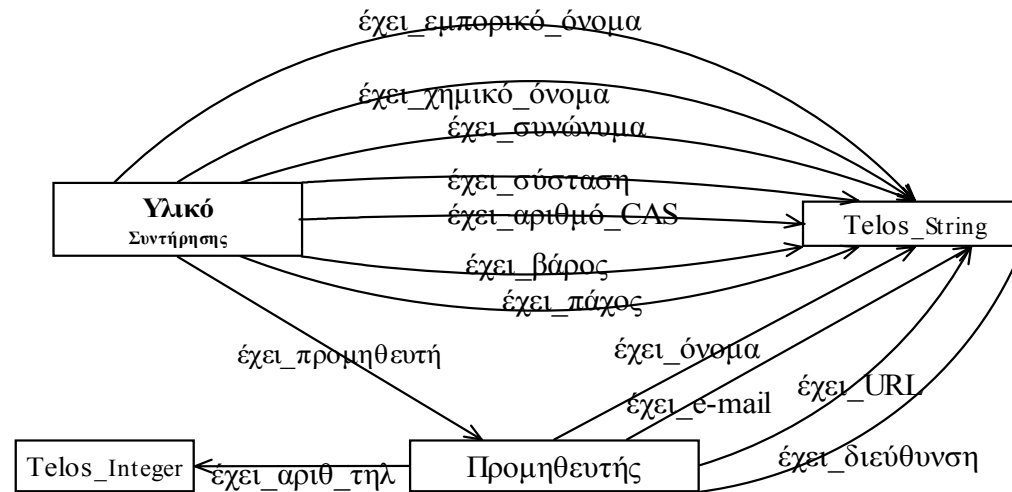 έχει_εμπορικό_όνομα
έχει_χημικό_όνομα
έχει_συνώνυμα
έχει_σύσταση
Υλικό
Συντήρησης
έχει_αριθμό_CAS
Telos_String
έχει_βάρος
έχει_πάχος
έχει_προμηθευτή
έχει_όνομα
έχει_URL
έχει_e-mail
Telos_Integer
έχει_αριθ_τηλ
Προμηθευτής
έχει_διεύθυνση